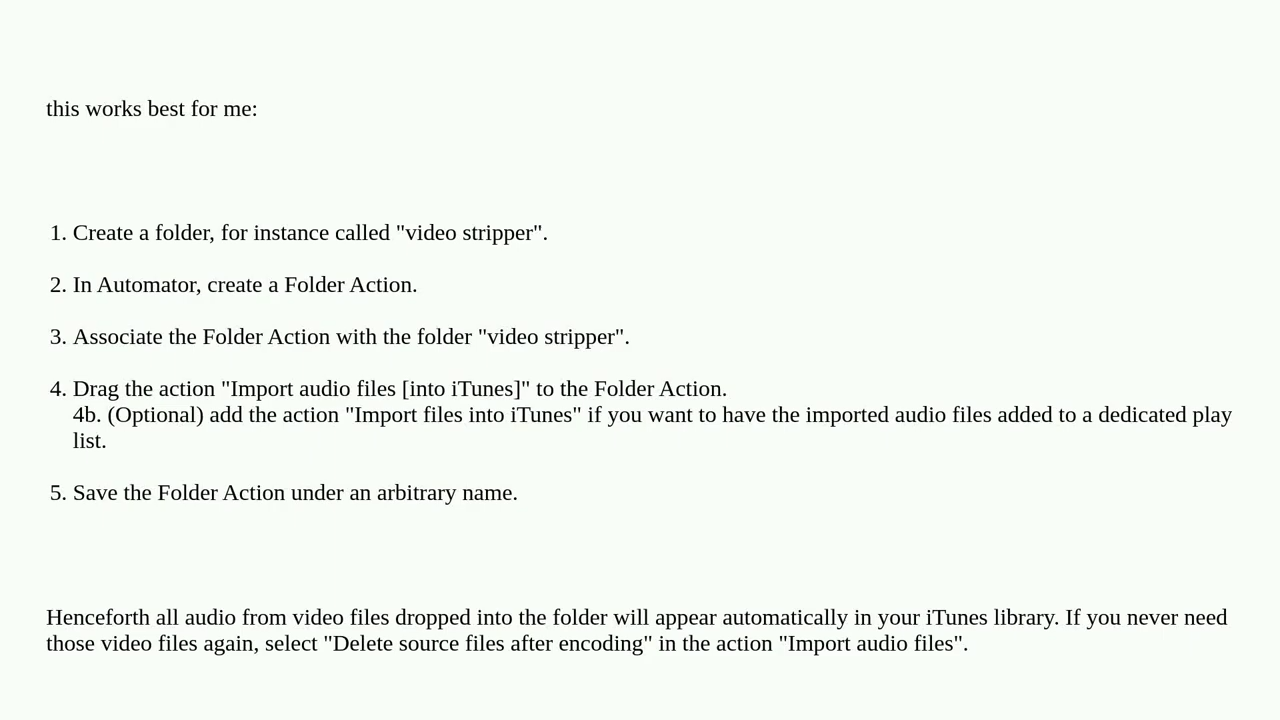 this works best for me:
1. Create a folder, for instance called "video stripper".
2. In Automator, create a Folder Action.
3. Associate the Folder Action with the folder "video stripper".
4. Drag the action "Import audio files [into iTunes]" to the Folder Action.
4b. (Optional) add the action "Import files into iTunes" if you want to have the imported audio files added to a dedicated play
list.
5. Save the Folder Action under an arbitrary name.
Henceforth all audio from video files dropped into the folder will appear automatically in your iTunes library. If you never need
those video files again, select "Delete source files after encoding" in the action "Import audio files".